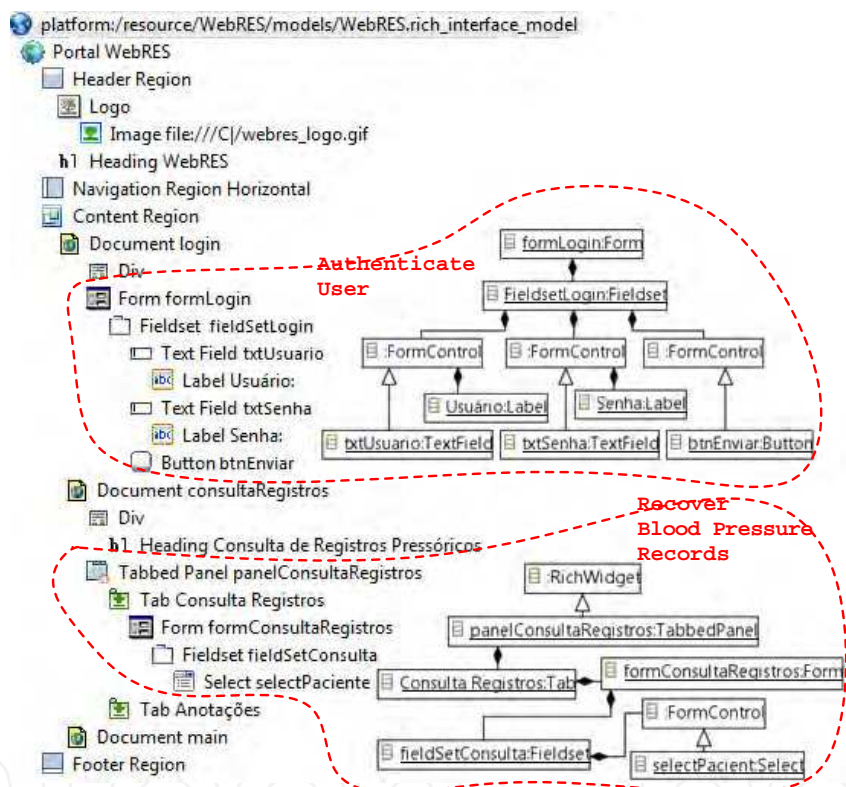 platform:/resource/WebRES/models/WebRES.rich_interface_model
Portal WebRES
Header Region
Logo
Image file:///C|/webres_logo.gif
h1 Heading WebRES
Navigation Region Horizontal
Content Region
Document login
Div
Form formLogin
Fieldset fieldSetLogin
Text Field txtUsuario
abc Label Usuário:
Text Field txtSenha
abc Label Senha:
Button btnEnviar
Document consultaRegistros
Div
h1 Heading Consulta de Registros Pressóricos
Tabbed Panel panelConsultaRegistros
Tab Consulta Registros
Form formConsultaRegistros
Fieldset fieldSetConsulta
Select selectPaciente
Tab Anotações
Document main
Footer Region
Authenticate
User
formLogin:Form
FieldsetLogin:Fieldset
:FormControl
:FormControl
:FormControl
Usuário:Label
Senha:Label
txtUsuario:TextField
txtSenha:TextField
btnEnviar:Button
Recover
Blood Pressure
Records
:RichWidget
panelConsultaRegistros:TabbedPanel
Consulta Registros:Tab
formConsultaRegistros:Form
:FormControl
fieldSetConsulta:Fieldset
selectPacient:Select